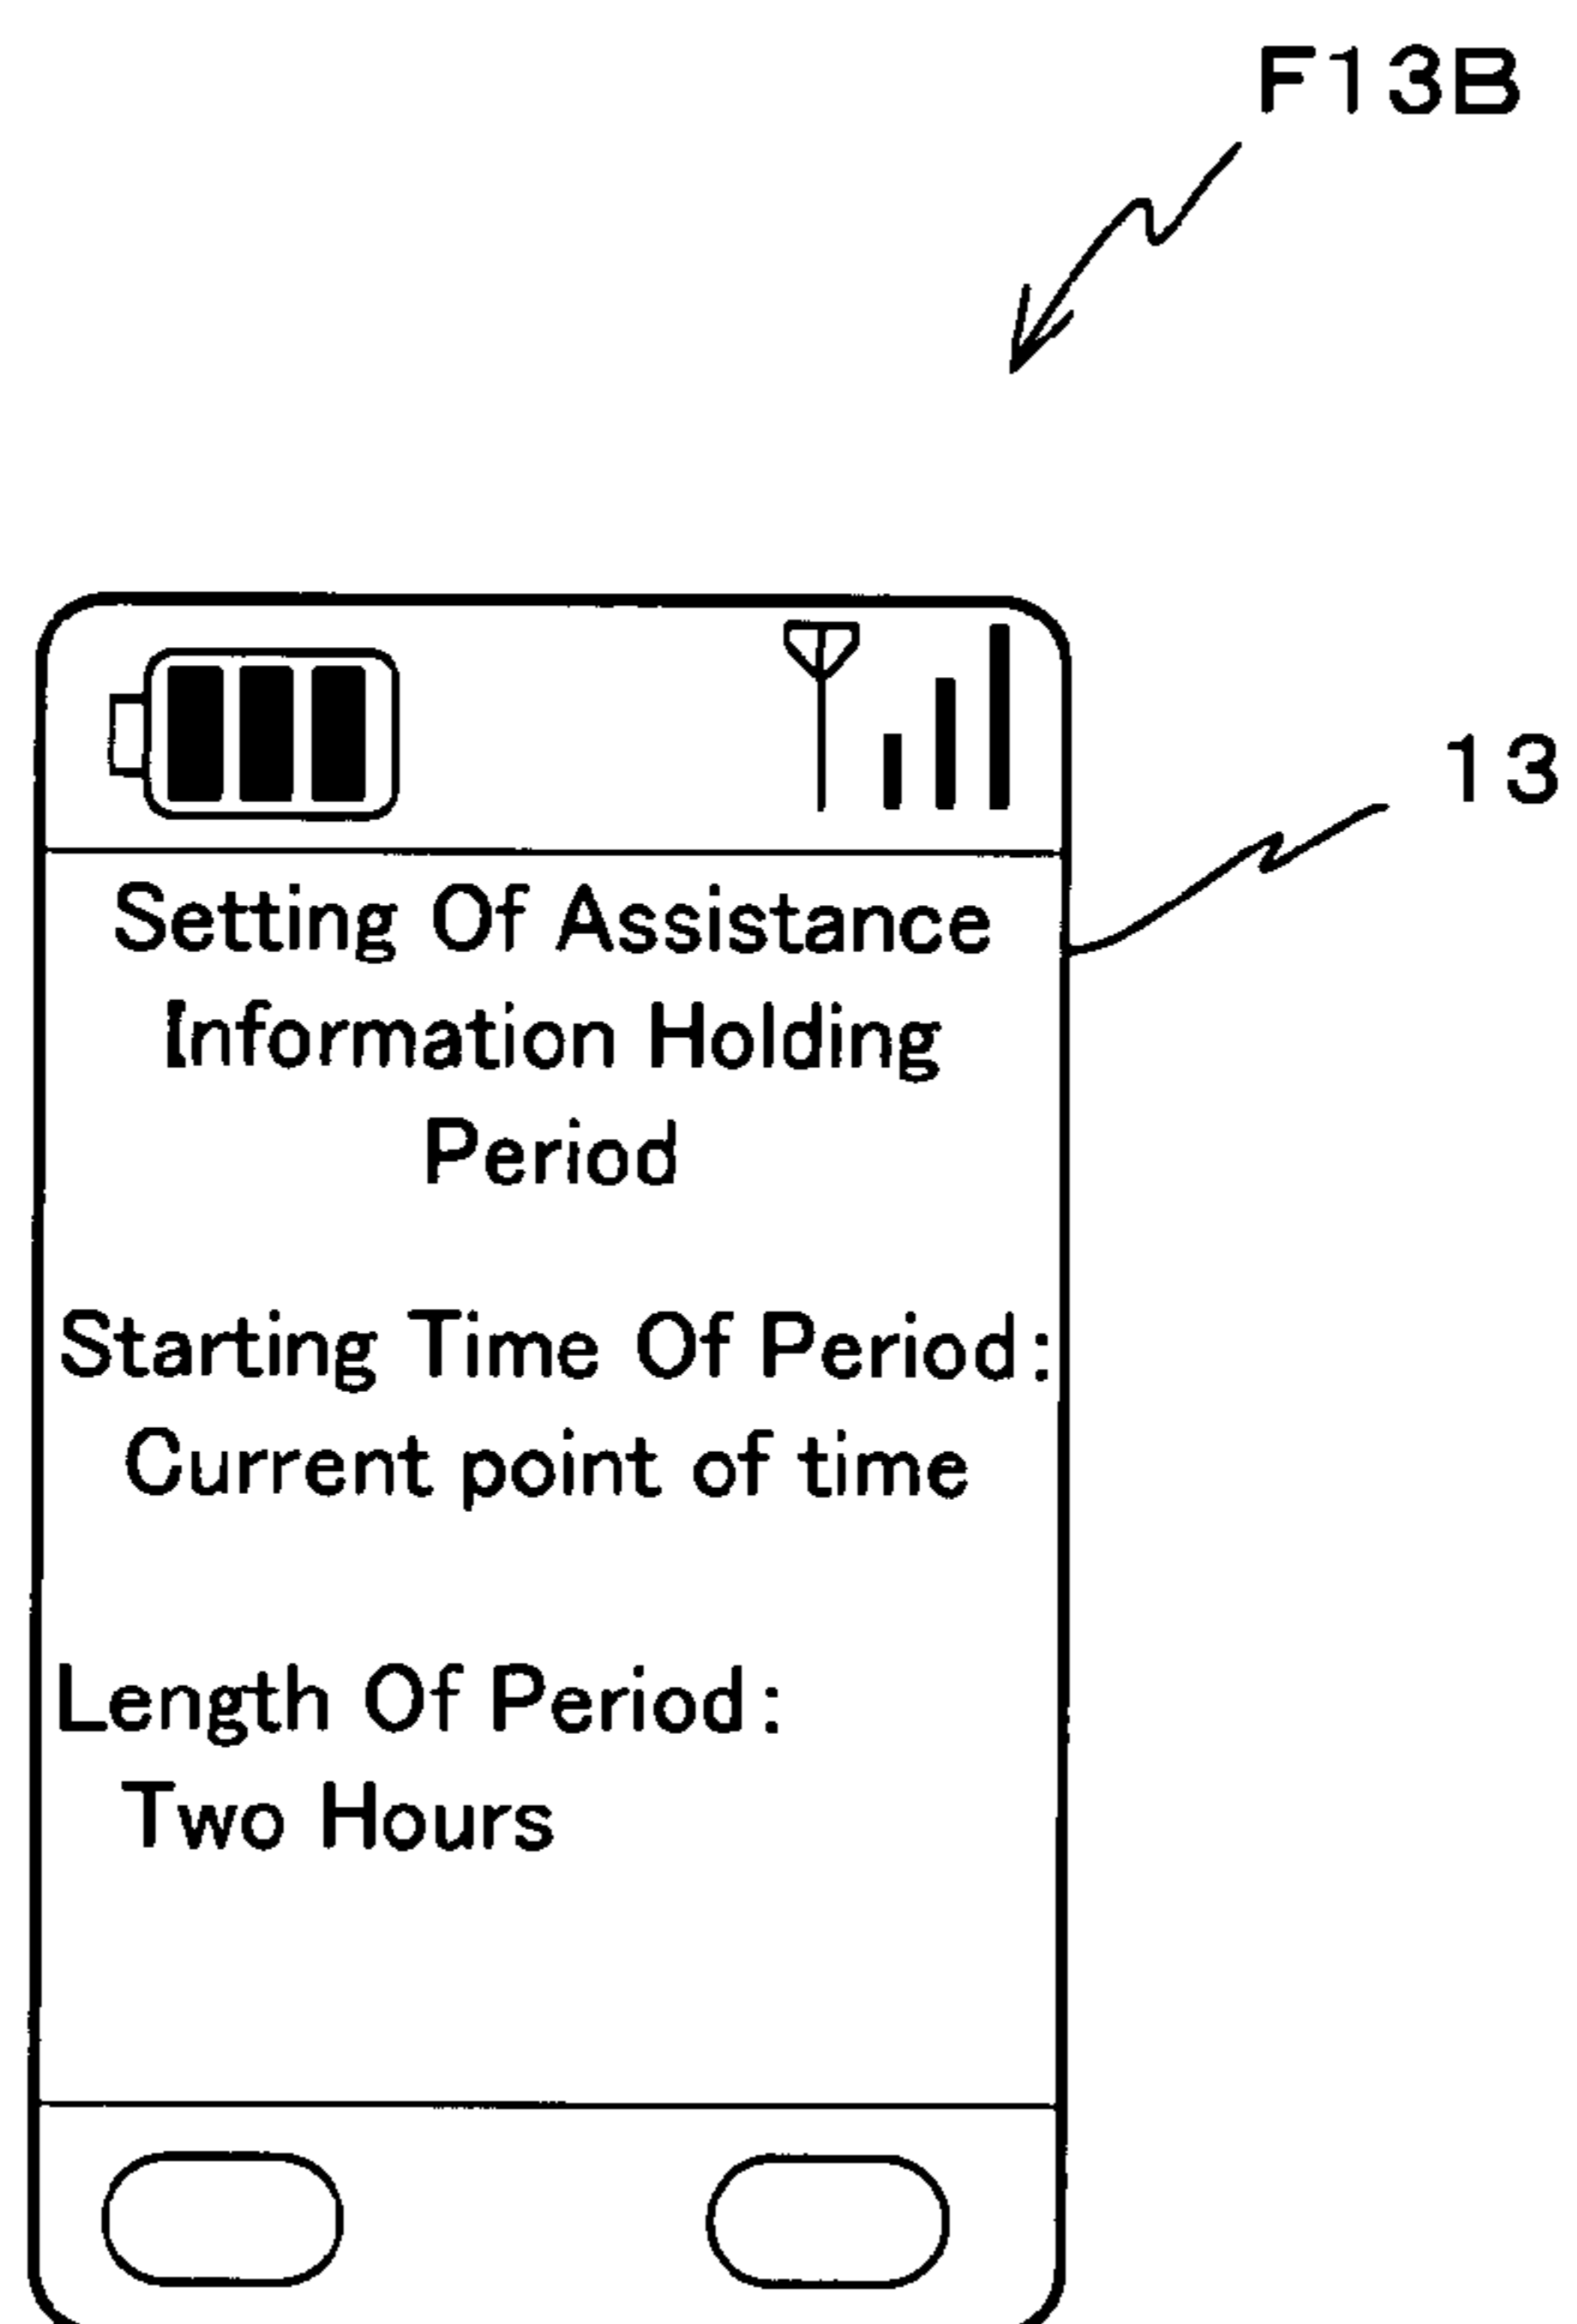 F13B
13
Setting Of Assistance
Information Holding
Period
Starting Time Of Period:
Current point of time
Length Of Period:
Two Hours